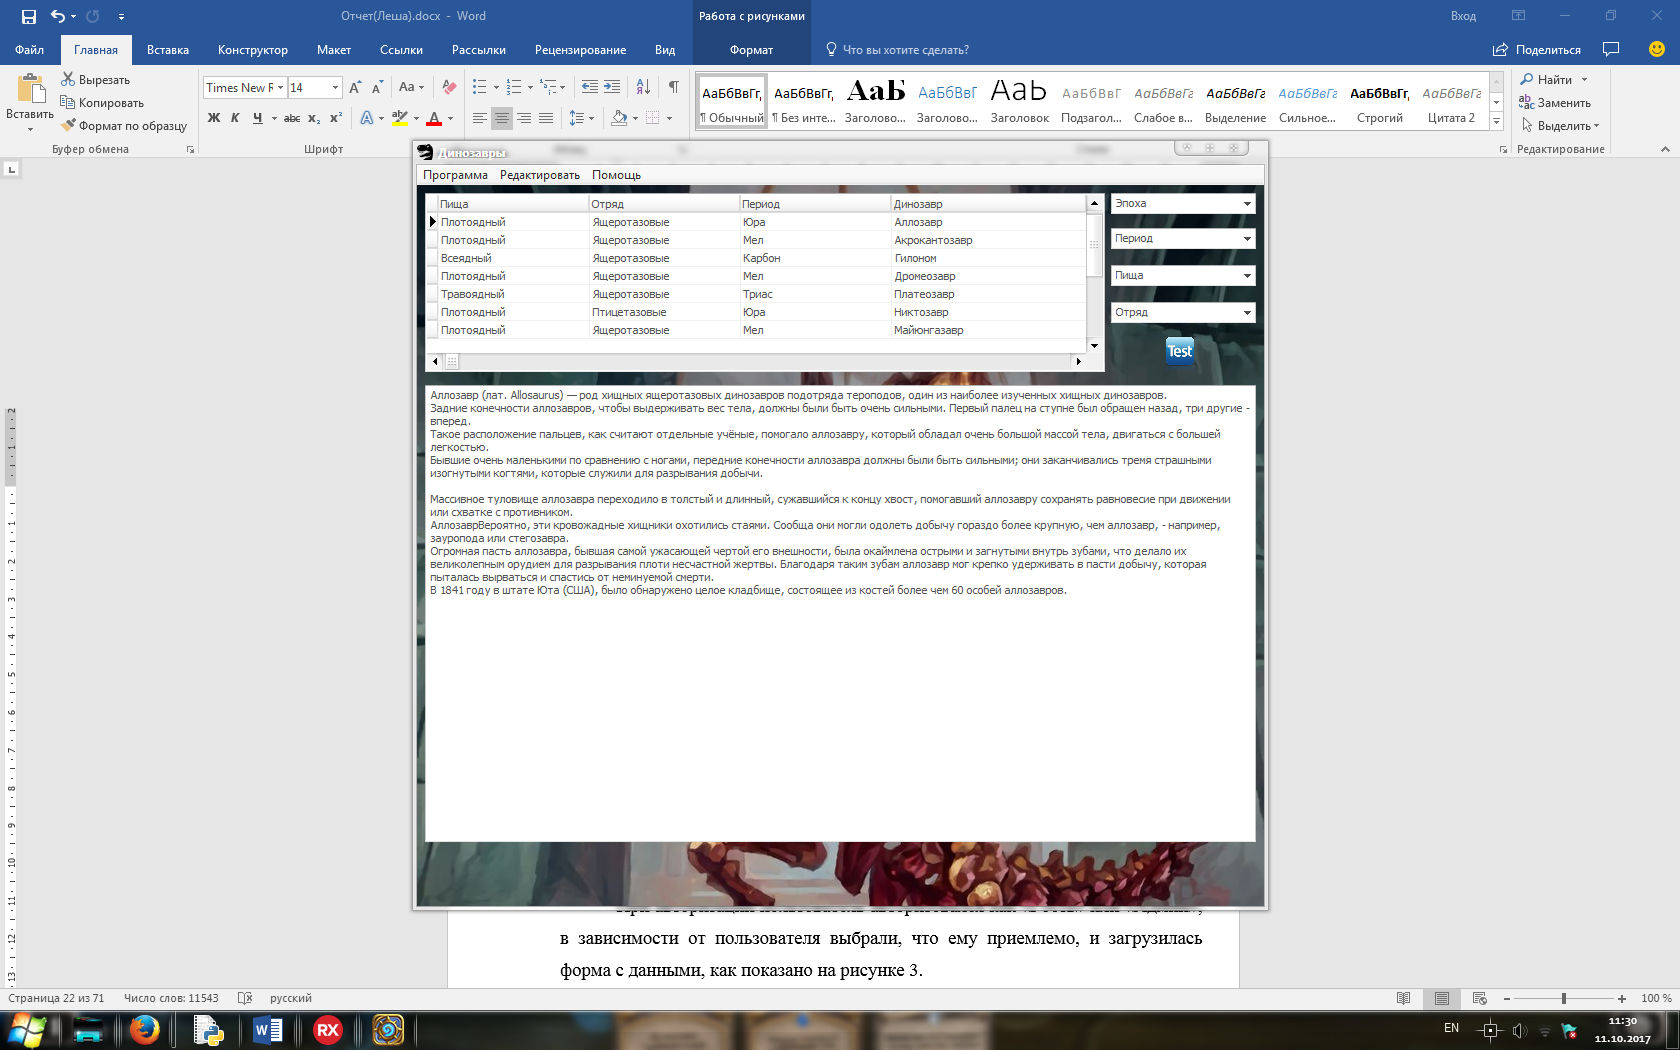 Отчет(Леша).docx - Word
Работа с рисунками
Вход
Файл Главная Вставка Конструктор Макет Ссылки Рассылки Рецензирование Вид Формат Что вы хотите сделать? Поделиться
Вставить
Вырезать
Копировать
Формат по образцу
Буфер обмена
Times New R 14
Aa
Ж К Ч abc x₂ x²
Шрифт
АаБбВвГг, АаБбВвГг, АаБ АаБбВвГ АаЬ АаБбВвГ АаБбВвГг АаБбВвГг АаБбВвГг АаБбВвГг, АаБбВвГг
¶ Обычный ¶ Без инте... Заголово... Заголово... Заголовок Подзагол... Слабое в... Выделение Сильное... Строгий Цитата 2
Найти
Заменить
Выделить
Редактирование
Динозавры
Программа Редактировать Помощь
Пища Отряд Период Динозавр
Плотоядный Ящеротазовые Юра Аллозавр
Плотоядный Ящеротазовые Мел Акрокантозавр
Всеядный Ящеротазовые Карбон Гилоном
Плотоядный Ящеротазовые Мел Дромеозавр
Травоядный Ящеротазовые Триас Платеозавр
Плотоядный Птицетазовые Юра Никтозавр
Плотоядный Ящеротазовые Мел Майюнгазавр
Эпоха
Период
Пища
Отряд
Test
Аллозавр (лат. Allosaurus) — род хищных ящеротазовых динозавров подотряда тероподов, один из наиболее изученных хищных динозавров.
Задние конечности аллозавров, чтобы выдерживать вес тела, должны были быть очень сильными. Первый палец на ступне был обращен назад, три другие -
вперед.
Такое расположение пальцев, как считают отдельные учёные, помогало аллозавру, который обладал очень большой массой тела, двигаться с большей
легкостью.
Бывшие очень маленькими по сравнению с ногами, передние конечности аллозавра должны были быть сильными; они заканчивались тремя страшными
изогнутыми когтями, которые служили для разрывания добычи.
Массивное туловище аллозавра переходило в толстый и длинный, сужавшийся к концу хвост, помогавший аллозавру сохранять равновесие при движении
или схватке с противником.
АллозаврВероятно, эти кровожадные хищники охотились стаями. Сообща они могли одолеть добычу гораздо более крупную, чем аллозавр, - например,
зауропода или стегозавра.
Огромная пасть аллозавра, бывшая самой ужасающей чертой его внешности, была окаймлена острыми и загнутыми внутрь зубами, что делало их
великолепным орудием для разрывания плоти несчастной жертвы. Благодаря таким зубам аллозавр мог крепко удерживать в пасти добычу, которая
пыталась вырваться и спастись от неминуемой смерти.
В 1841 году в штате Юта (США), было обнаружено целое кладбище, состоящее из костей более чем 60 особей аллозавров.
в зависимости от пользователя выбрали, что ему приемлемо, и загрузилась
форма с данными, как показано на рисунке 3.
Страница 22 из 71 Число слов: 11543 русский 100 %
RX
EN
11:30
11.10.2017